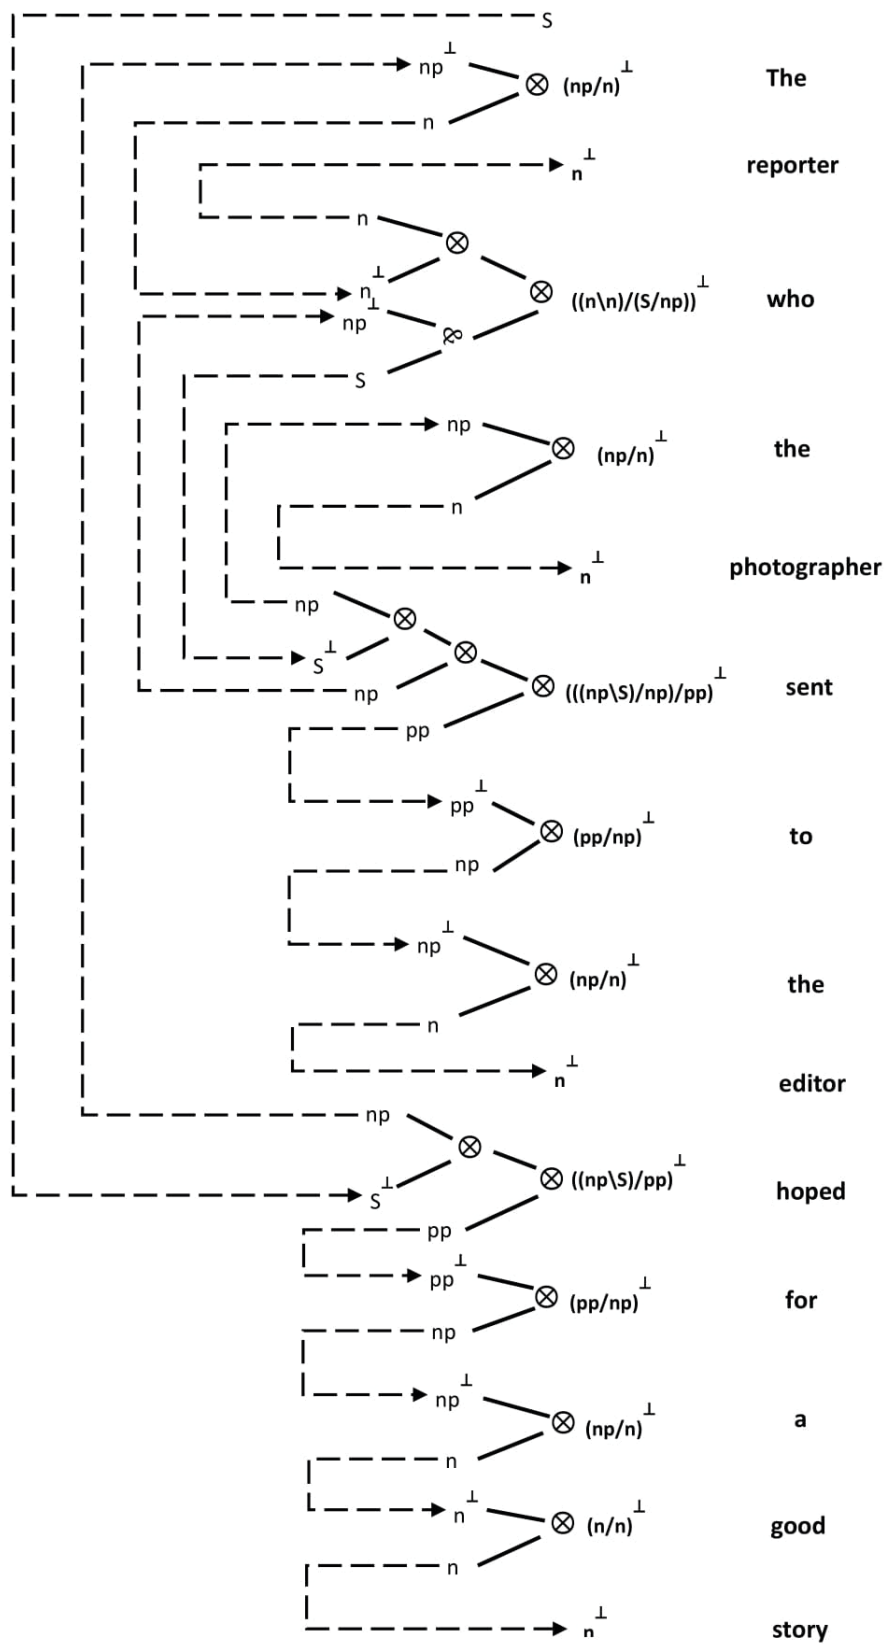 S
np⊥
⊗ (np/n)⊥ The
n
n⊥ reporter
n
⊗
n⊥
⊗ ((n\n)/(S/np))⊥ who
np⊥
⅋
S
np
⊗ (np/n)⊥ the
n
n⊥ photographer
np
⊗
S⊥
⊗
np
⊗ (((np\S)/np)/pp)⊥ sent
pp
pp⊥
⊗ (pp/np)⊥ to
np
np⊥
⊗ (np/n)⊥ the
n
n⊥ editor
np
⊗
S⊥
⊗ ((np\S)/pp)⊥ hoped
pp
pp⊥
⊗ (pp/np)⊥ for
np
np⊥
⊗ (np/n)⊥ a
n
n⊥
⊗ (n/n)⊥ good
n
n⊥ story